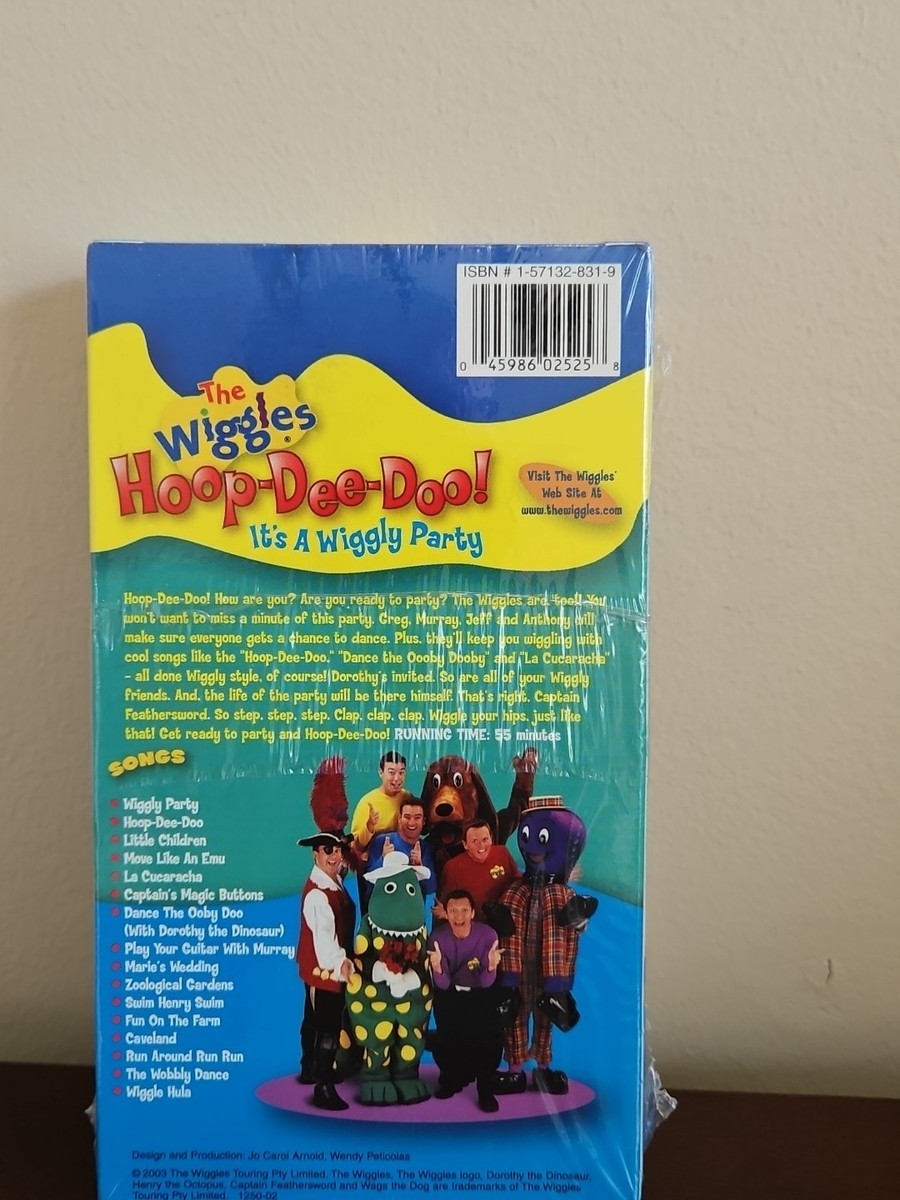 ISBN # 1-57132-831-9
0 45986 02525 8
The
Wiggles®
Hoop-Dee-Doo!
It's A Wiggly Party
Visit The Wiggles'
Web Site At
www.thewiggles.com
Hoop-Dee-Doo! How are you? Are you ready to party? The Wiggles are, too!! You
won't want to miss a minute of this party. Greg, Murray, Jeff and Anthony will
make sure everyone gets a chance to dance. Plus, they'll keep you wiggling with
cool songs like the "Hoop-Dee-Doo," "Dance the Oooby Dooby" and "La Cucaracha"
- all done Wiggly style, of course! Dorothy's invited. So are all of your Wiggly
friends. And, the life of the party will be there himself. That's right, Captain
Feathersword. So step, step, step. Clap, clap, clap. Wiggle your hips, just like
that! Get ready to party and Hoop-Dee-Doo! RUNNING TIME: 55 minutes
SONGS
• Wiggly Party
• Hoop-Dee-Doo
• Little Children
• Move Like An Emu
• La Cucaracha
• Captain's Magic Buttons
• Dance The Ooby Doo
(With Dorothy the Dinosaur)
• Play Your Guitar With Murray
• Marie's Wedding
• Zoological Gardens
• Swim Henry Swim
• Fun On The Farm
• Caveland
• Run Around Run Run
• The Wobbly Dance
• Wiggle Hula
Design and Production: Jo Carol Arnold, Wendy Peticolas
© 2003 The Wiggles Touring Pty Limited. The Wiggles, The Wiggles logo, Dorothy the Dinosaur,
Henry the Octopus, Captain Feathersword and Wags the Dog are trademarks of The Wiggles
Touring Pty Limited. 1250-02